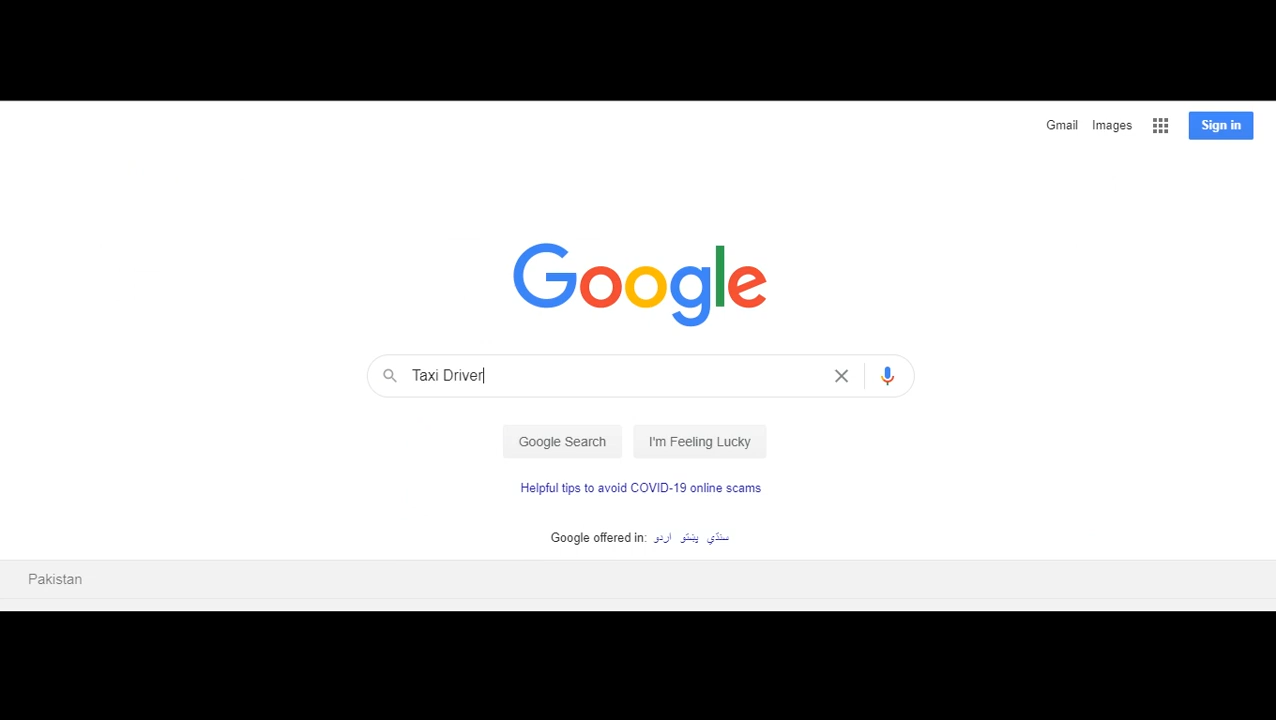 Gmail Images Sign in
Google
Taxi Driver
Google Search I'm Feeling Lucky
Helpful tips to avoid COVID-19 online scams
Google offered in: اردو پښتو سنڌي
Pakistan